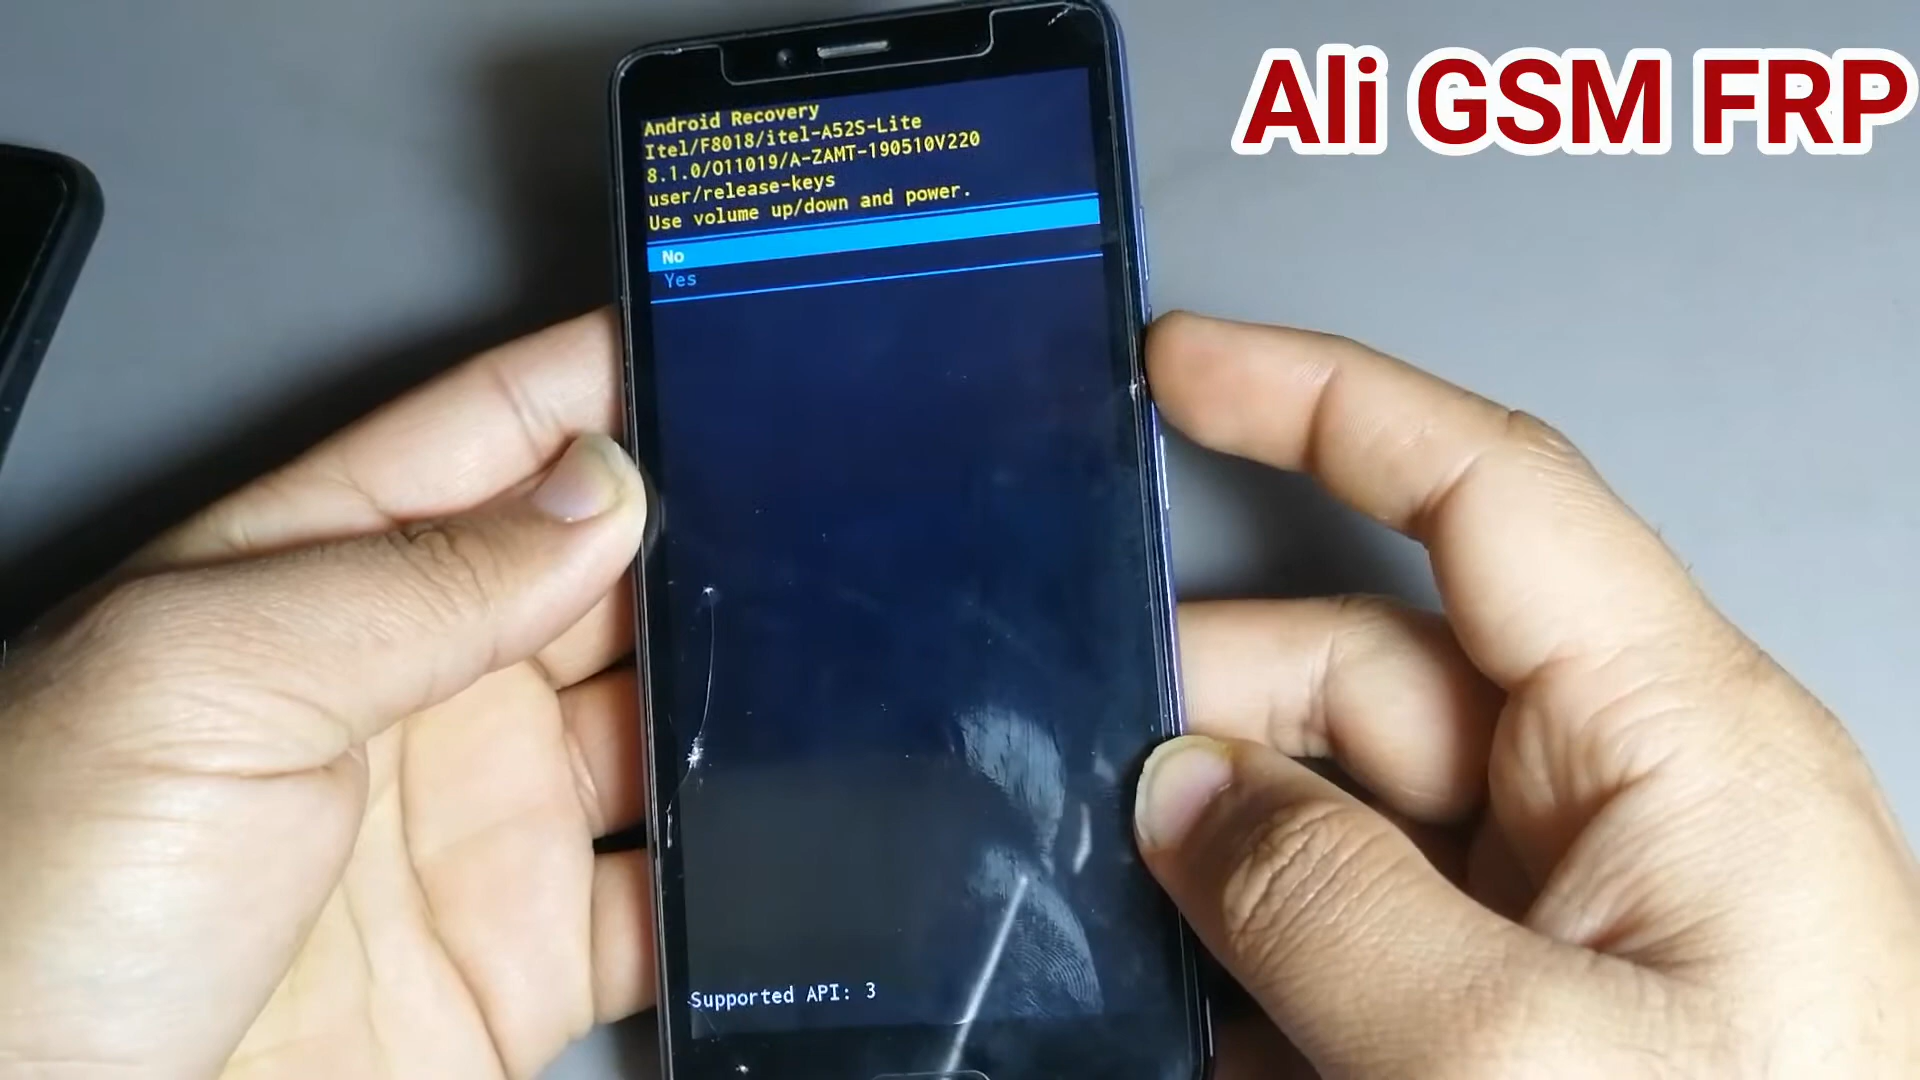 Ali GSM FRP
Android Recovery
Itel/F8018/itel-A52S-Lite
8.1.0/O11019/A-ZAMT-190510V220
user/release-keys
Use volume up/down and power.
No
Yes
Supported API: 3